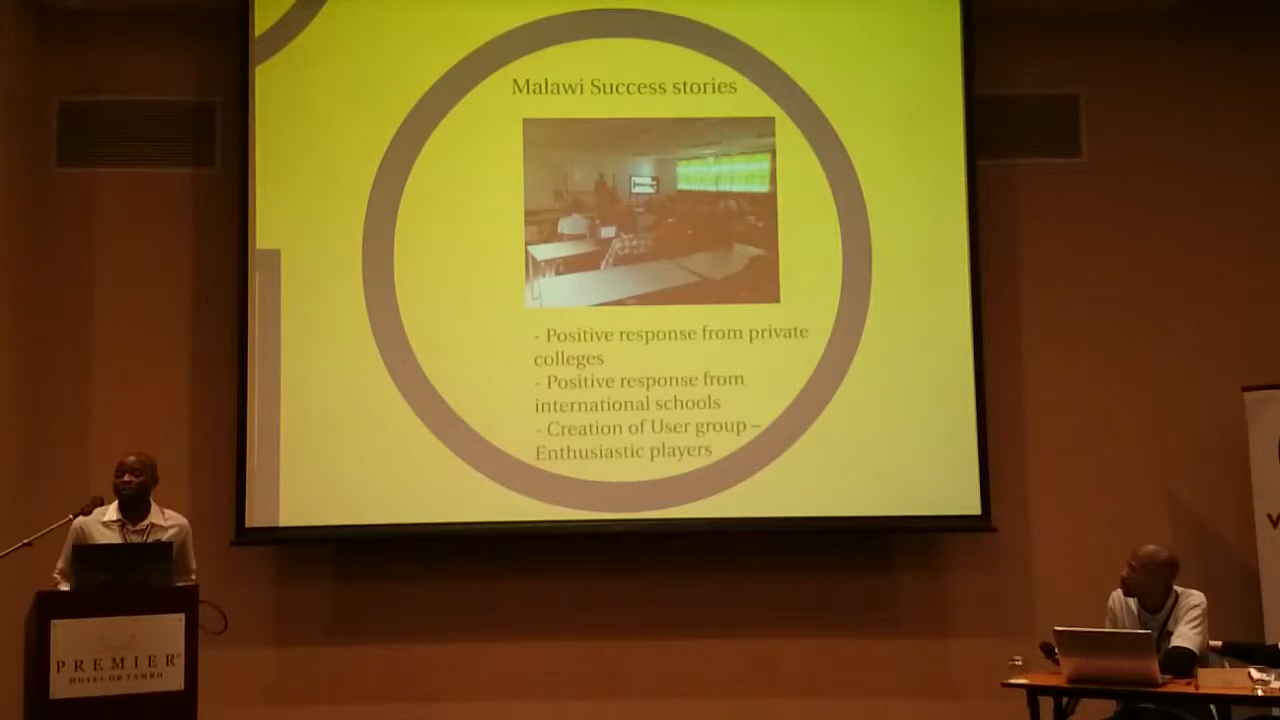 Malawi Success stories
- Positive response from private
colleges
- Positive response from
international schools
- Creation of User group –
Enthusiastic players
PREMIER
HOTEL OR TAMBO